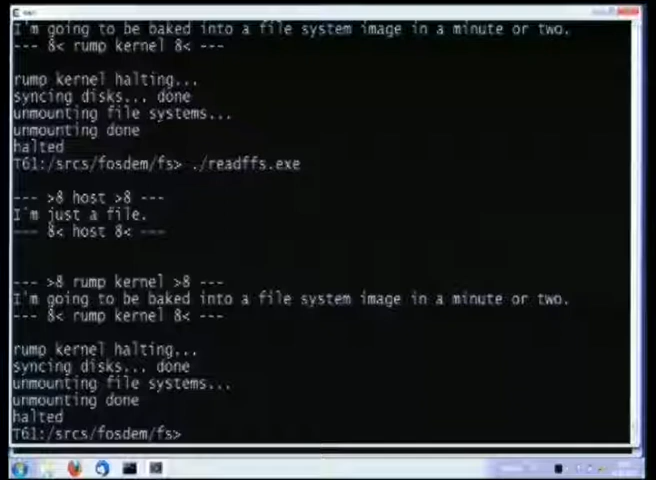 I'm going to be baked into a file system image in a minute or two.
--- 8< rump kernel 8< ---
rump kernel halting...
syncing disks... done
unmounting file systems...
unmounting done
halted
T61:/srcs/fosdem/fs> ./readffs.exe
--- >8 host >8 ---
I'm just a file.
--- 8< host 8< ---
--- >8 rump kernel >8 ---
I'm going to be baked into a file system image in a minute or two.
--- 8< rump kernel 8< ---
rump kernel halting...
syncing disks... done
unmounting file systems...
unmounting done
halted
T61:/srcs/fosdem/fs>